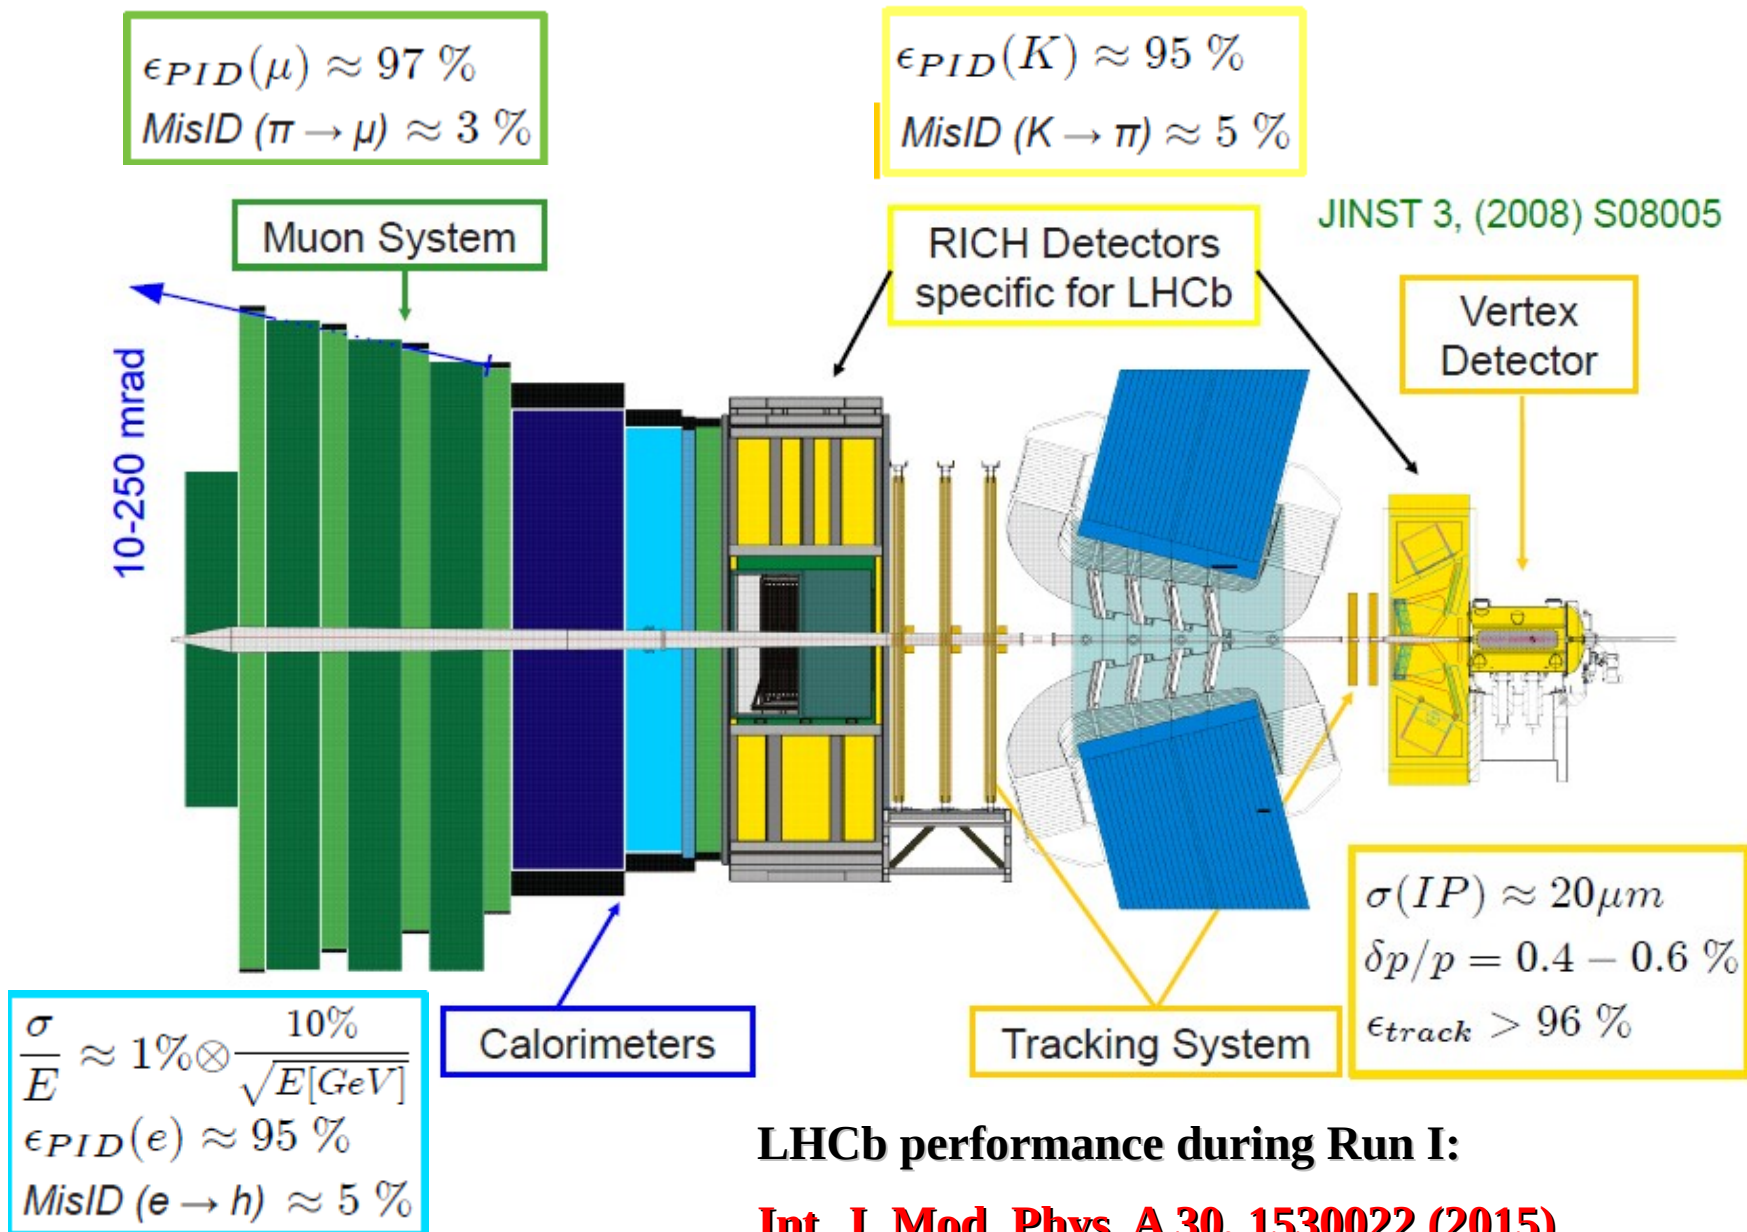 ϵ_PID(μ) ≈ 97 %
MisID (π → μ) ≈ 3 %
ϵ_PID(K) ≈ 95 %
MisID (K → π) ≈ 5 %
JINST 3, (2008) S08005
Muon System
RICH Detectors
specific for LHCb
Vertex
Detector
10-250 mrad
σ(IP) ≈ 20μm
δp/p = 0.4 − 0.6 %
ϵ_track > 96 %
σ/E ≈ 1%⊗10%/√E[GeV]
ϵ_PID(e) ≈ 95 %
MisID (e → h) ≈ 5 %
Calorimeters
Tracking System
LHCb performance during Run I:
Int. J. Mod. Phys. A 30, 1530022 (2015)